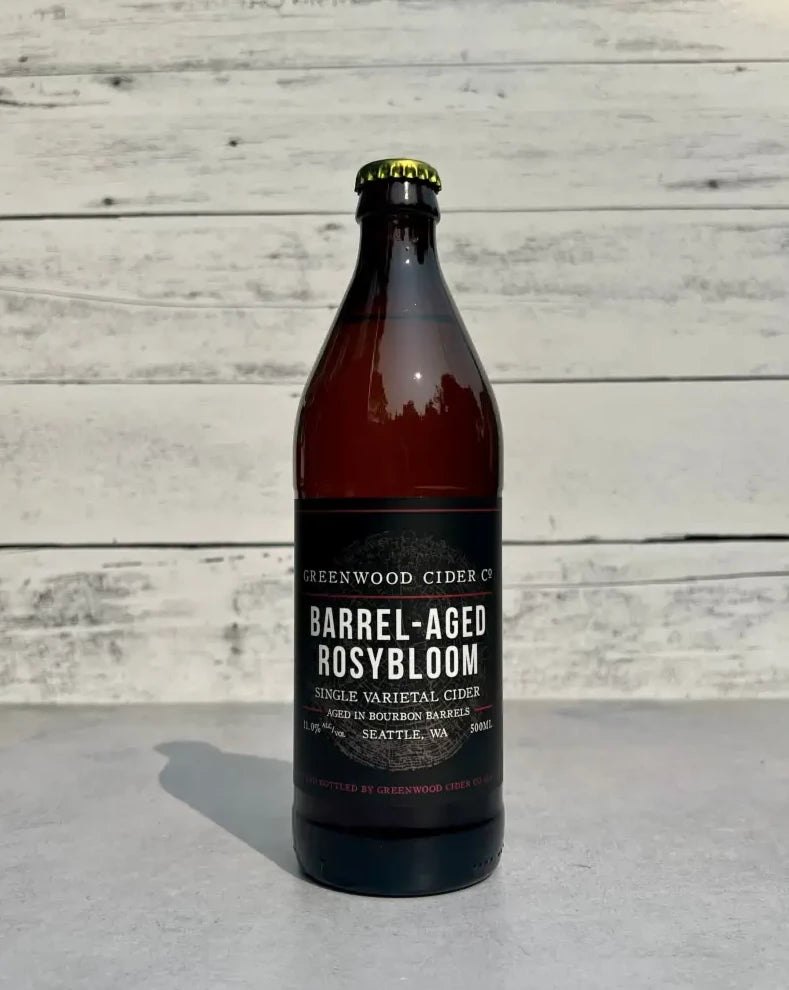 GREENWOOD CIDER Cº
BARREL-AGED
ROSYBLOOM
SINGLE VARIETAL CIDER
AGED IN BOURBON BARRELS
11.0% ALC/VOL SEATTLE, WA 500ML
BOTTLED BY GREENWOOD CIDER CO